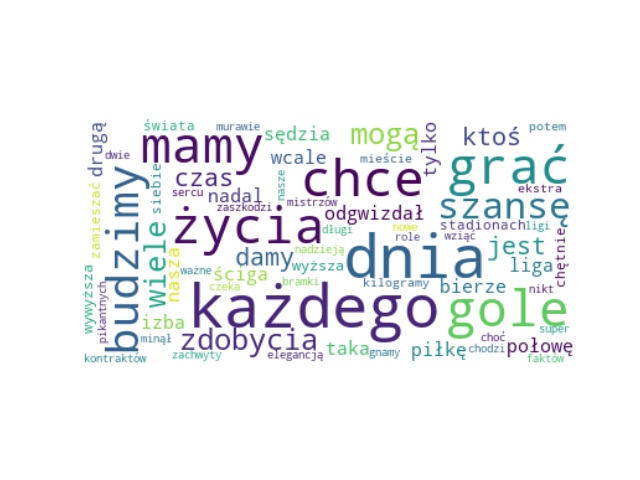 świata murawie sędzia mogą tylko ktoś potem
drugą dwie mamy wcale mieście grać
zamieszać budzimy siebie czas sercu nadal nasze chce ekstra
zaszkodzi mistrzów odgwizdał szansę
wiele życia długi nowe role stadionach wziąć ligi chętnie
nasza damy nadzieją dnia jest
wywyższa ważne ściga wyższa liga
pikantnych czeka bramki kilogramy bierze nikt
każdego gole
izba zdobycia super
minął taka gnamy piłkę chodzi choć połowę
kontraktów zachwyty elegancją faktów